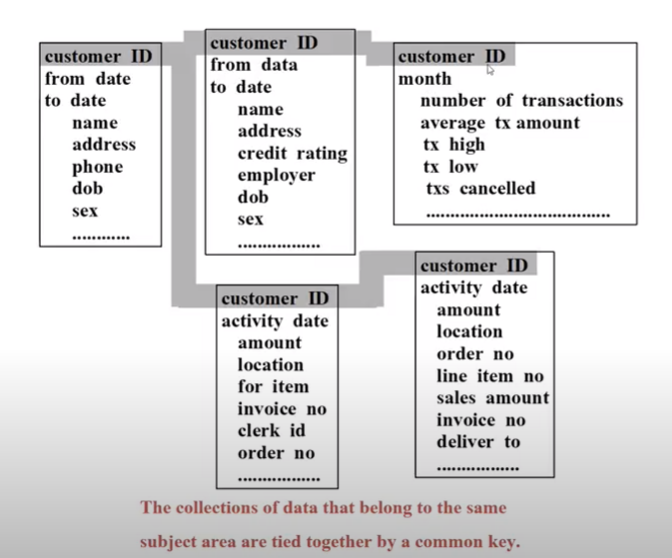 customer ID
from date
to date
name
address
phone
dob
sex
............
customer ID
from data
to date
name
address
credit rating
employer
dob
sex
.................
customer ID
month
number of transactions
average tx amount
tx high
tx low
txs cancelled
......................................
customer ID
activity date
amount
location
for item
invoice no
clerk id
order no
.................
customer ID
activity date
amount
location
order no
line item no
sales amount
invoice no
deliver to
.................
The collections of data that belong to the same
subject area are tied together by a common key.